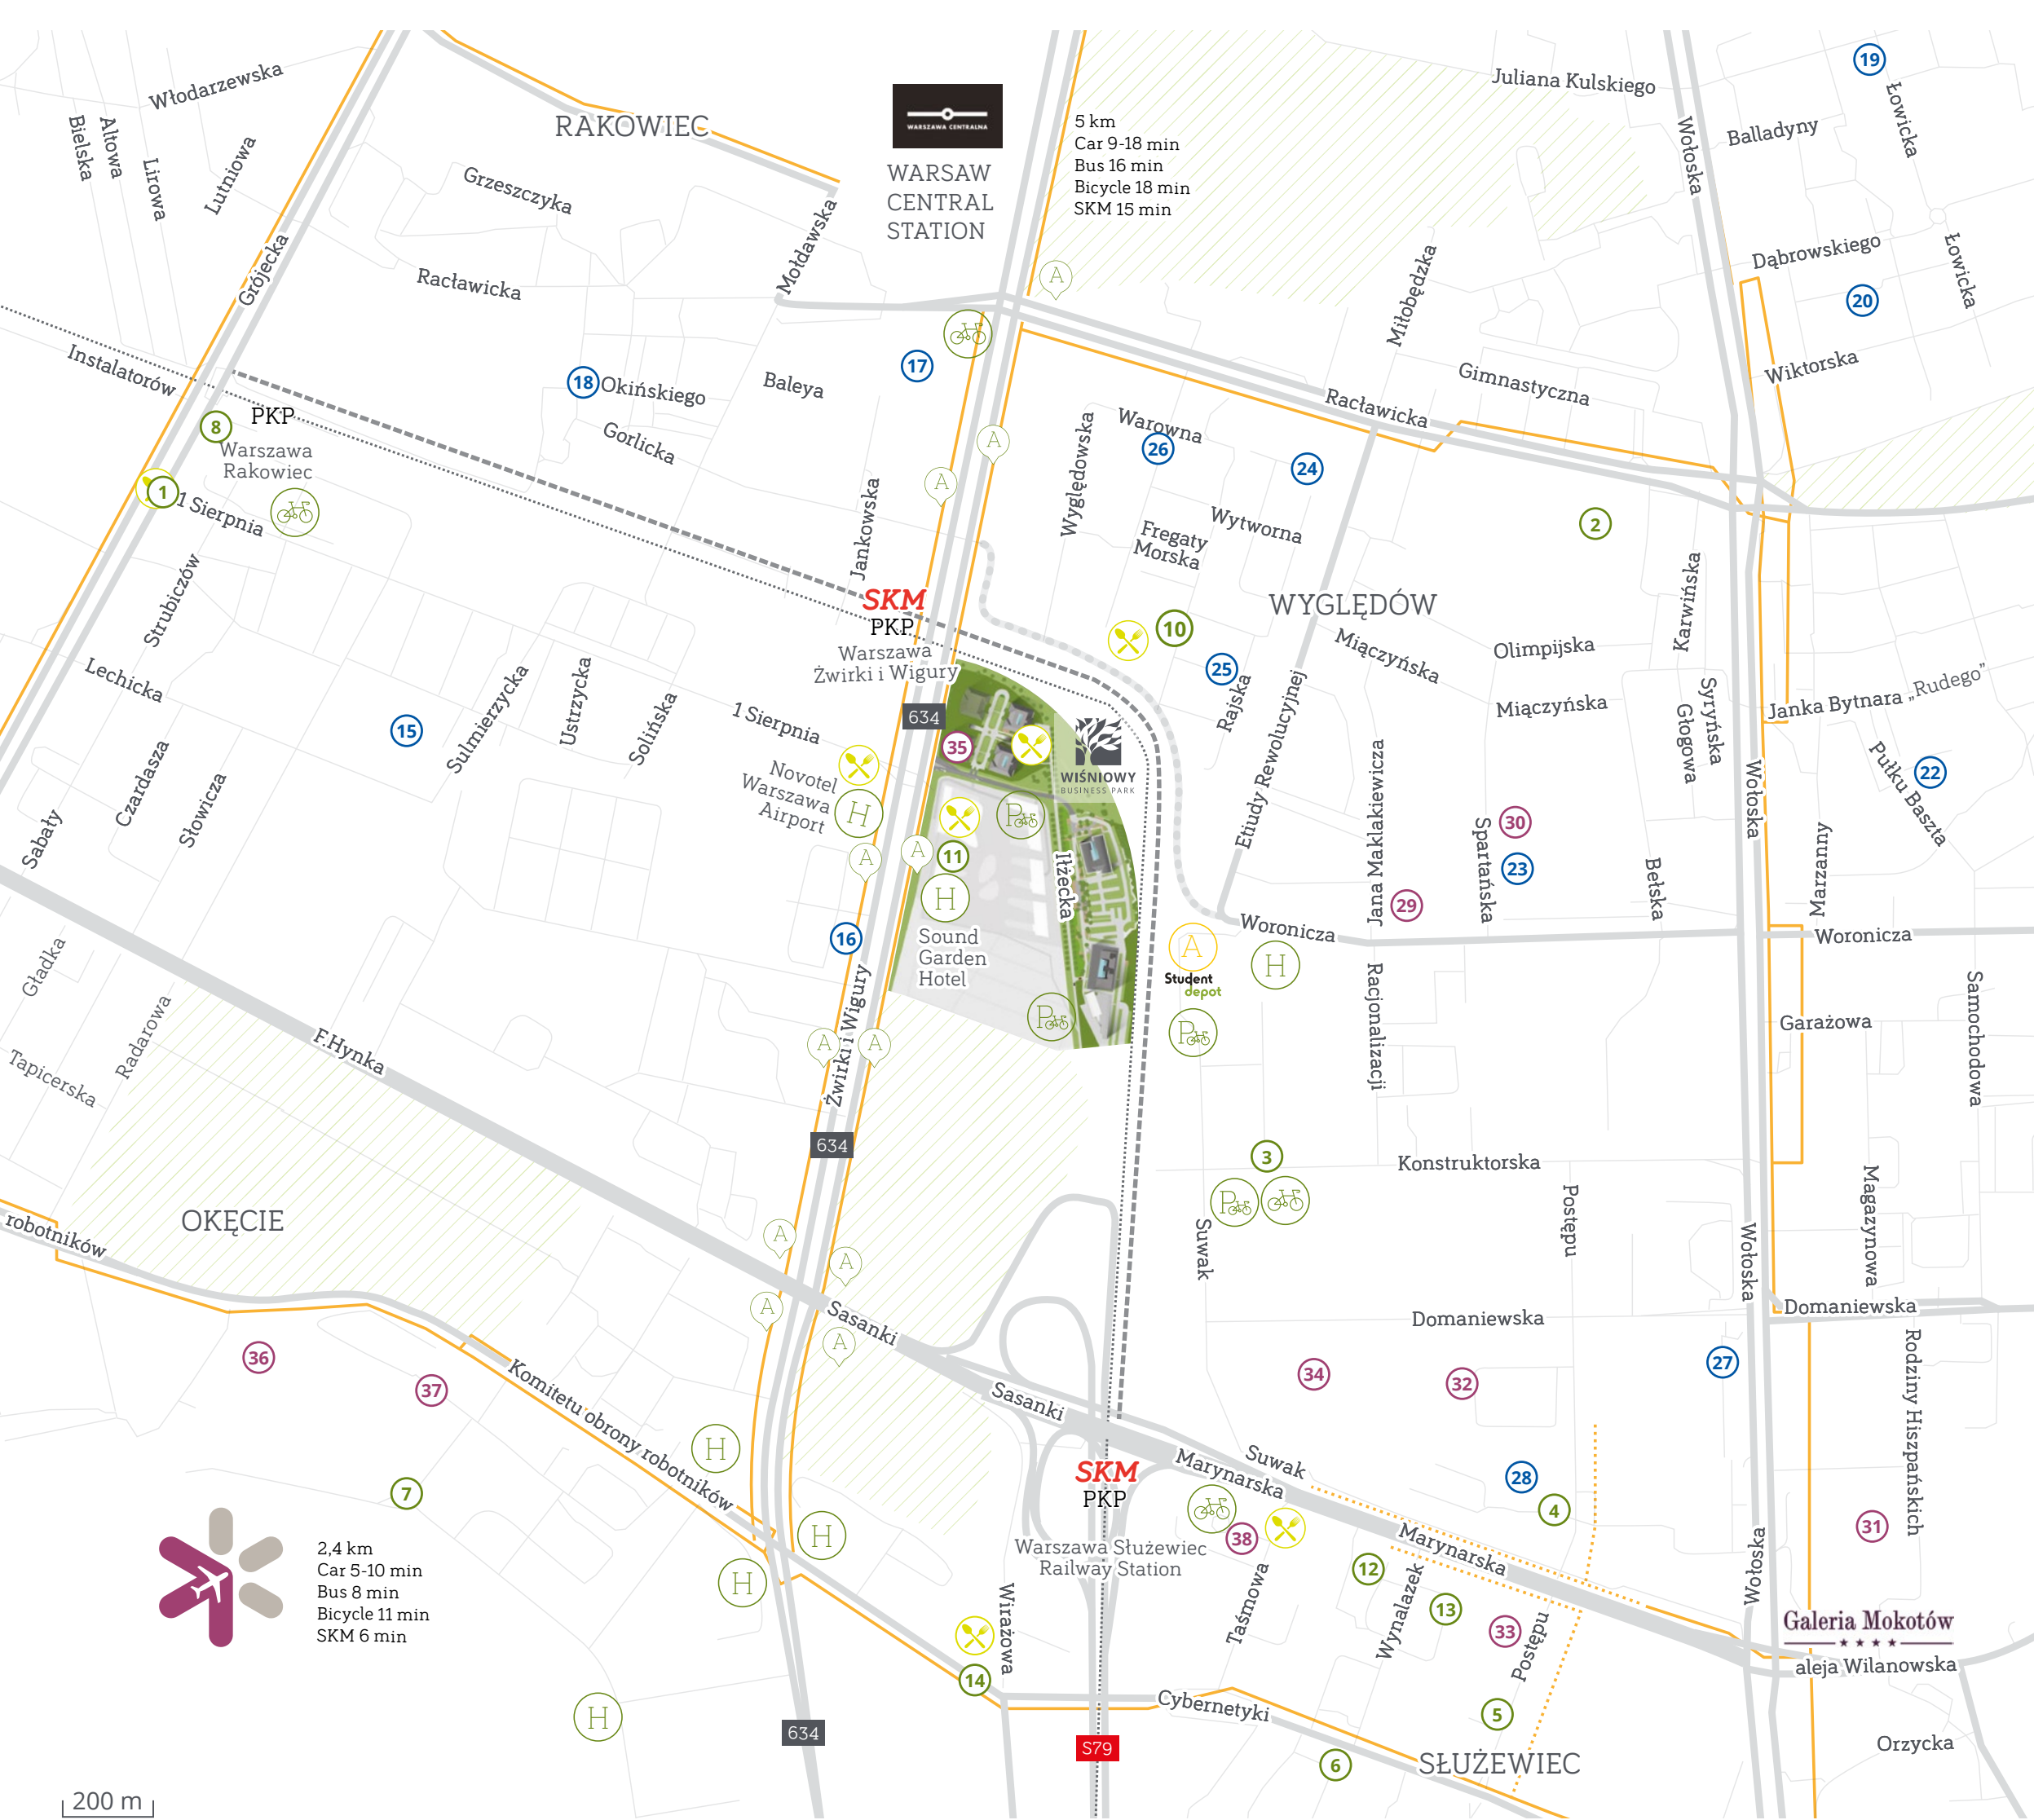 Włodarzewska
Bielska
Altowa
Lirowa
Lutniowa
Grójecka
RAKOWIEC
Grzeszczyka
Racławicka
Mołdawska
WARSZAWA CENTRALNA
WARSAW
CENTRAL
STATION
5 km
Car 9-18 min
Bus 16 min
Bicycle 18 min
SKM 15 min
Juliana Kulskiego
Wołoska
Balladyny
19
Łowicka
Dąbrowskiego
20
Łowicka
Wiktorska
Miłobędzka
Gimnastyczna
Racławicka
A
Instalatorów
8
PKP
Warszawa
Rakowiec
1
1 Sierpnia
18
Okińskiego
Gorlicka
Baleya
17
A
A
Jankowska
Wyględowska
Warowna
26
24
Wytworna
Fregaty
Morska
2
Karwińska
Strubiczów
Lechicka
SKM
PKP
Warszawa
Żwirki i Wigury
WYGLĘDÓW
10
25
Rajska
Miączyńska
Olimpijska
Miączyńska
Syryńska
Głogowa
Janka Bytnara „Rudego”
Pułku Baszta
22
15
Sulmierzycka
Ustrzycka
Solińska
1 Sierpnia
634
35
WIŚNIOWY
BUSINESS PARK
Etiudy Rewolucyjnej
Jana Maklakiewicza
Spartańska
30
23
29
Bełska
Wołoska
Marzanny
Czardasza
Słowicza
Sabały
Novotel
Warszawa
Airport
H
P
A
A
11
H
Iłżecka
16
Sound
Garden
Hotel
P
A
Student
depot
P
H
Woronicza
Woronicza
Racjonalizacji
Garażowa
Samochodowa
Gładka
Radarowa
Tapicerska
F.Hynka
Żwirki i Wigury
A
A
634
OKĘCIE
robotników
3
P
Konstruktorska
Postępu
Suwak
Magazynowa
Wołoska
Domaniewska
Domaniewska
A
A
A
A
Sasanki
Sasanki
36
37
Komitetu obrony robotników
34
32
27
Rodziny Hiszpańskich
H
7
2,4 km
Car 5-10 min
Bus 8 min
Bicycle 11 min
SKM 6 min
H
H
H
SKM
PKP
Warszawa Służewiec
Railway Station
Marynarska
Suwak
38
28
4
Marynarska
31
Wołoska
12
13
33
Wynalazek
Postępu
Taśmowa
Wirażowa
14
Galeria Mokotów
aleja Wilanowska
Cybernetyki
5
6
SŁUŻEWIEC
Orzycka
634
S79
200 m